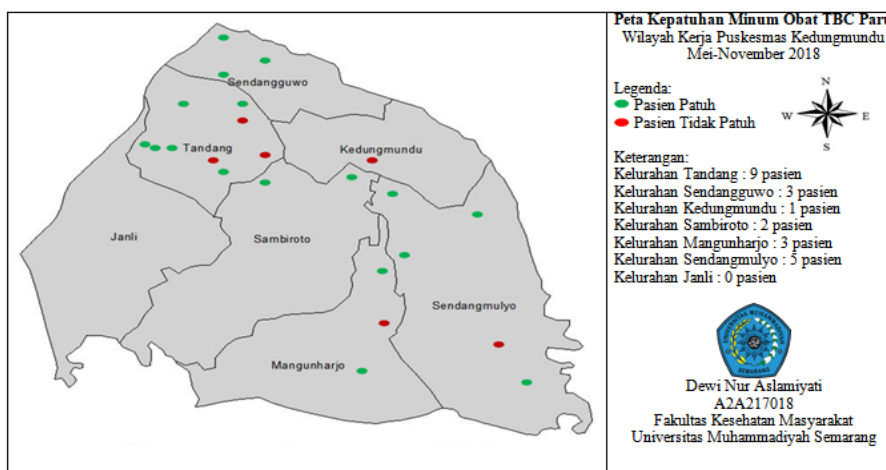 Sendangguwo
Tandang
Kedungmundu
Janli
Sambiroto
Sendangmulyo
Mangunharjo
Peta Kepatuhan Minum Obat TBC Paru
Wilayah Kerja Puskesmas Kedungmundu
Mei-November 2018
Legenda:
Pasien Patuh
Pasien Tidak Patuh
N
W E
S
Keterangan:
Kelurahan Tandang : 9 pasien
Kelurahan Sendangguwo : 3 pasien
Kelurahan Kedungmundu : 1 pasien
Kelurahan Sambiroto : 2 pasien
Kelurahan Mangunharjo : 3 pasien
Kelurahan Sendangmulyo : 5 pasien
Kelurahan Janli : 0 pasien
UNIVERSITAS MUHAMMADIYAH
SEMARANG
Dewi Nur Aslamiyati
A2A217018
Fakultas Kesehatan Masyarakat
Universitas Muhammadiyah Semarang